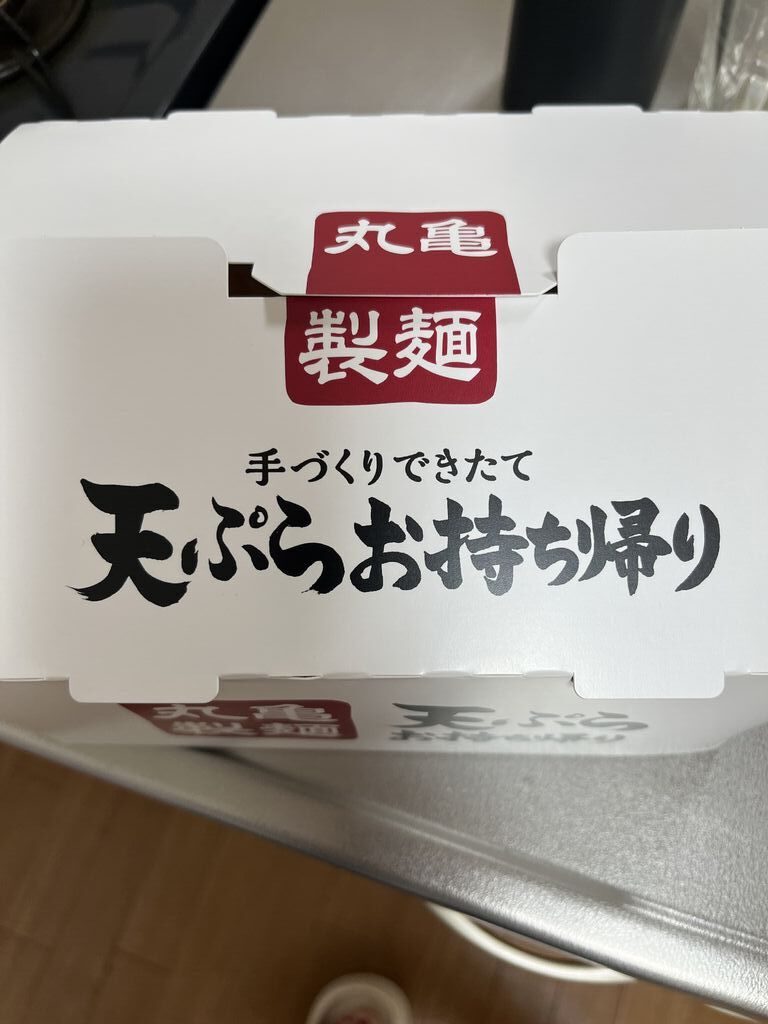 丸亀
製麺
手づくりできたて
天ぷらお持ち帰り
丸亀
製麺
天ぷら
お持ち帰り